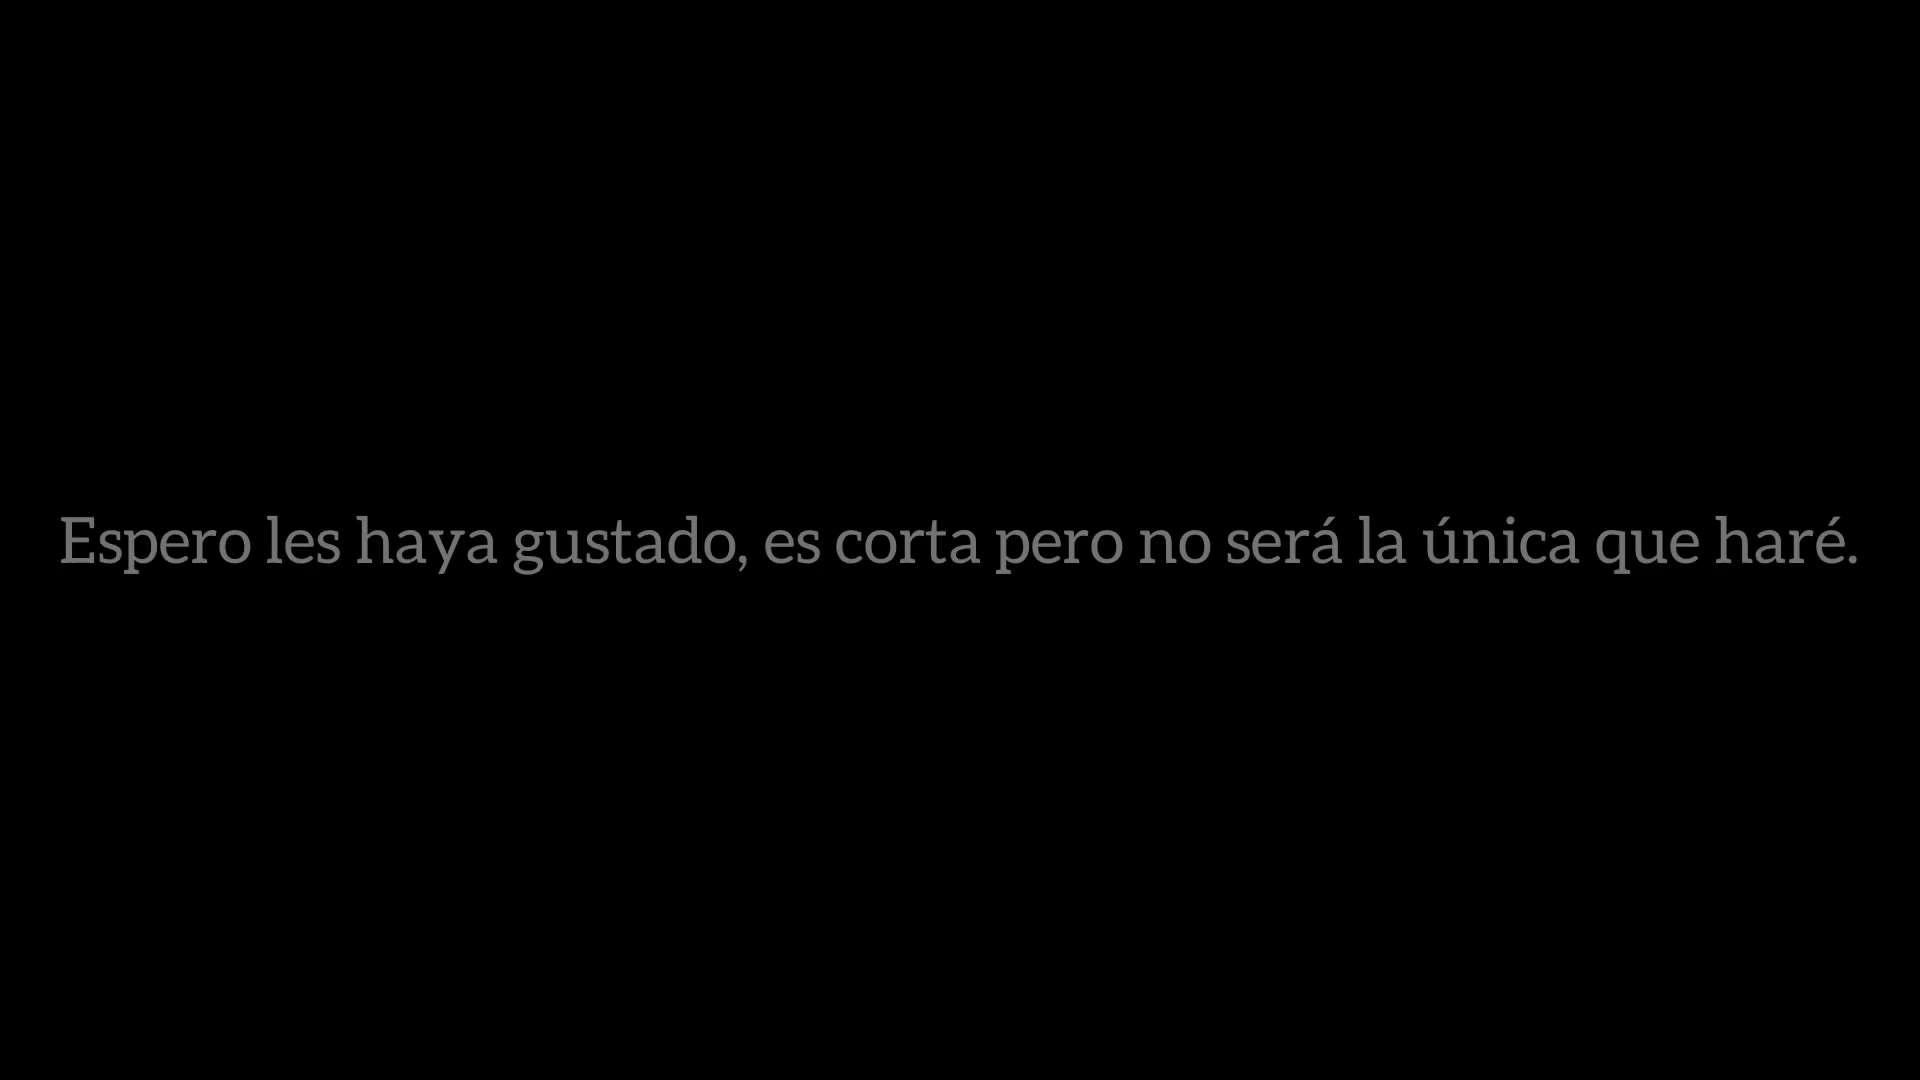 Espero les haya gustado, es corta pero no será la única que haré.